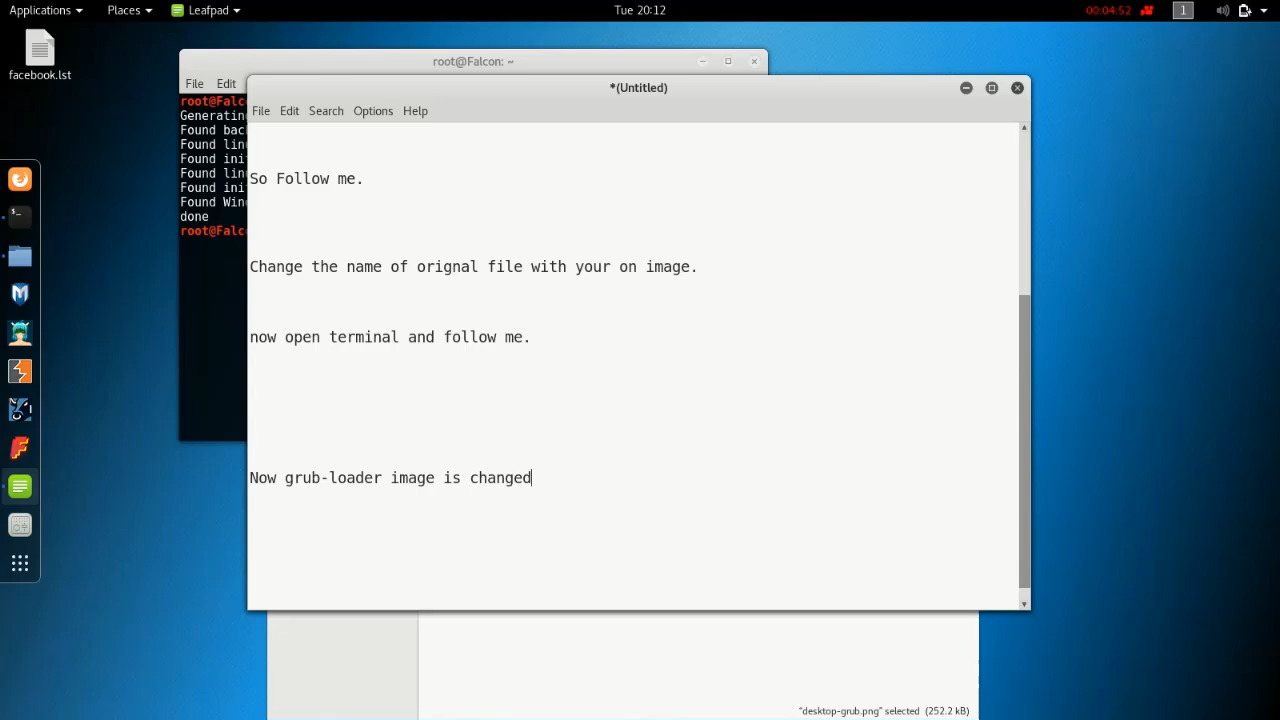 Applications Places Leafpad Tue 20:12 00:04:52 1
facebook.lst
root@Falcon: ~
File Edit
*(Untitled)
File Edit Search Options Help
root@Falc
Generatin
Found bac
Found lin
Found ini
Found lin
Found ini
Found Win
done
root@Falc
So Follow me.
Change the name of orignal file with your on image.
now open terminal and follow me.
Now grub-loader image is changed
"desktop-grub.png" selected (252.2 kB)